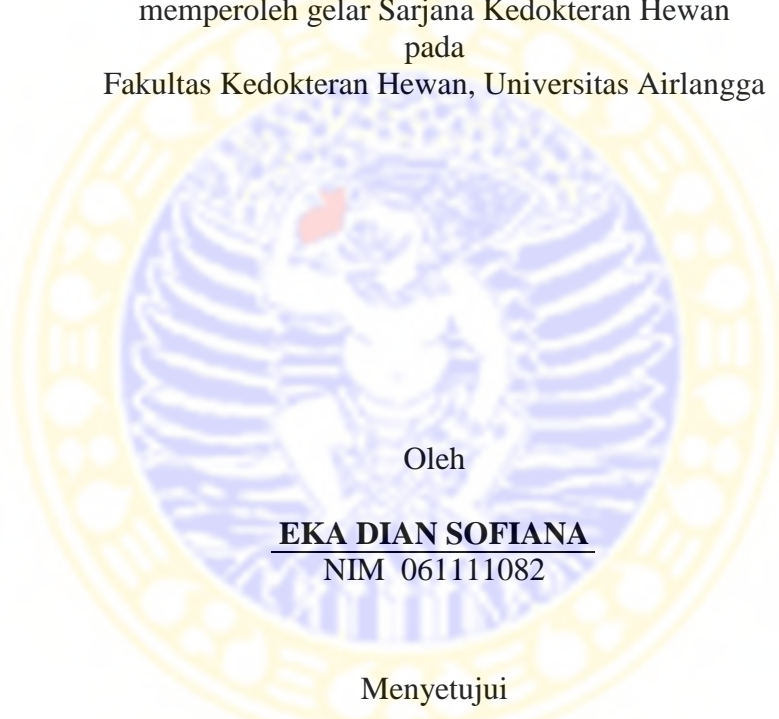 memperoleh gelar Sarjana Kedokteran Hewan
pada
Fakultas Kedokteran Hewan, Universitas Airlangga
Oleh
EKA DIAN SOFIANA
NIM 061111082
Menyetujui